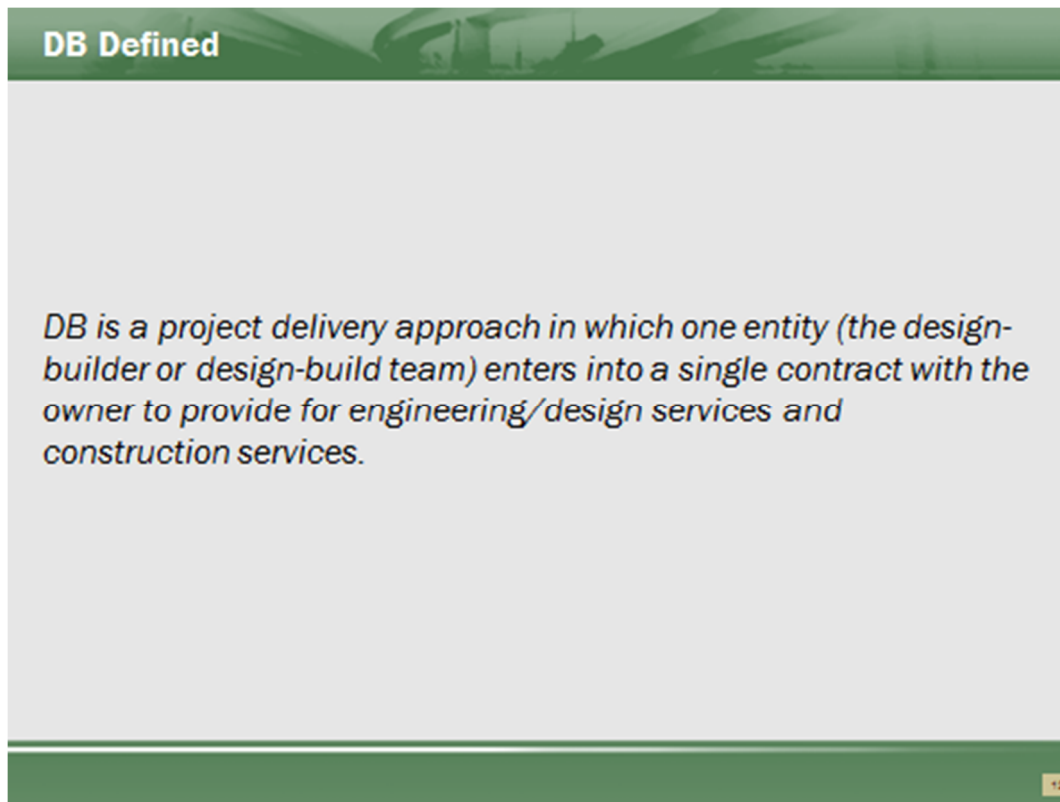 DB Defined
DB is a project delivery approach in which one entity (the design-
builder or design-build team) enters into a single contract with the
owner to provide for engineering/design services and
construction services.